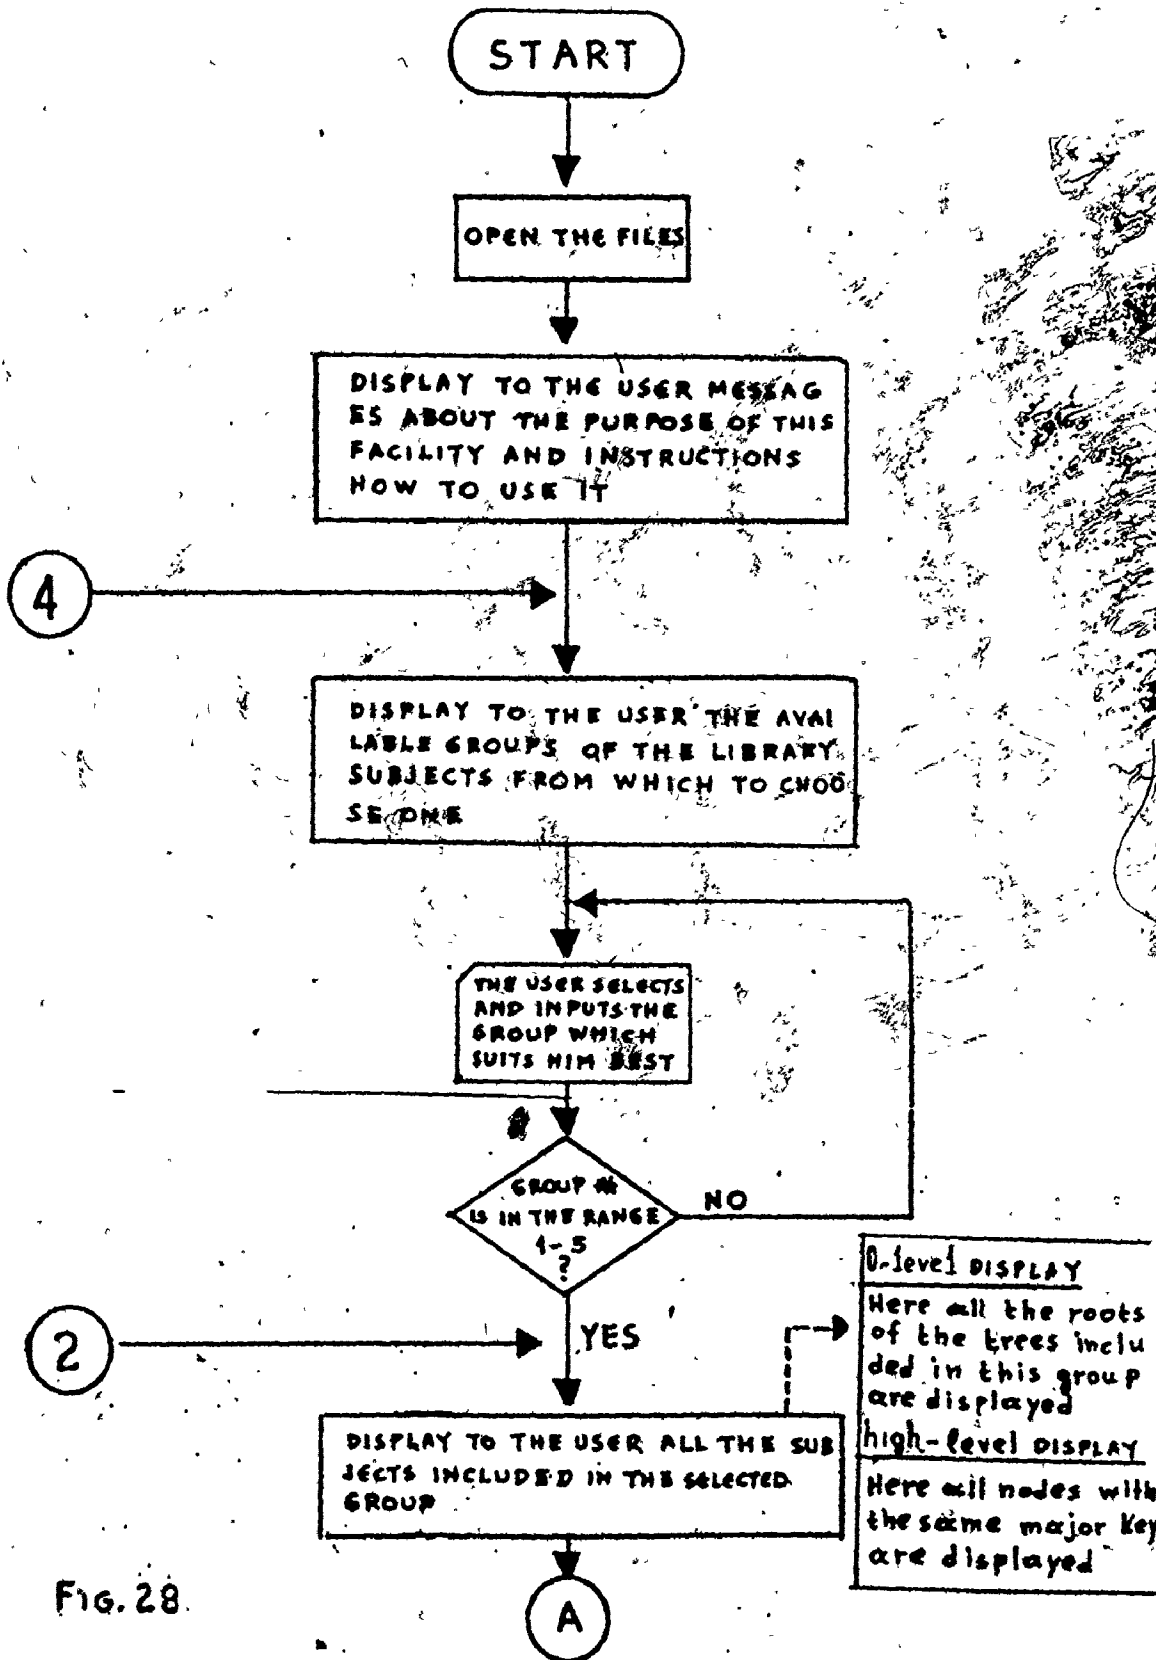 START
OPEN THE FILES
DISPLAY TO THE USER MESSAG
ES ABOUT THE PURPOSE OF THIS
FACILITY AND INSTRUCTIONS
HOW TO USE IT
4
DISPLAY TO THE USER THE AVAI
LABLE GROUPS OF THE LIBRARY
SUBJECTS FROM WHICH TO CHOO
SE ONE
THE USER SELECTS
AND INPUTS THE
GROUP WHICH
SUITS HIM BEST
GROUP #
IS IN THE RANGE
1-5
?
NO
YES
2
0-level DISPLAY
Here all the roots
of the trees inclu
ded in this group
are displayed
high-level DISPLAY
Here all nodes with
the same major key
are displayed
DISPLAY TO THE USER ALL THE SUB
JECTS INCLUDED IN THE SELECTED
GROUP
A
FIG. 28.